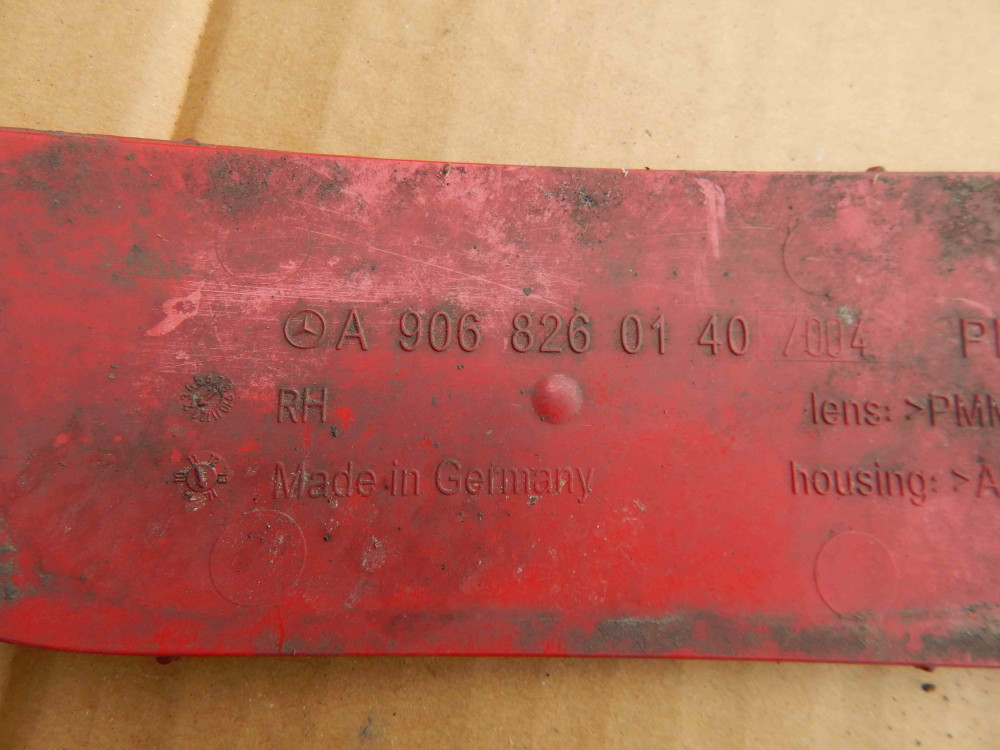 A 906 826 01 40 /004
RH
lens: >PM
Made in Germany
housing: >A